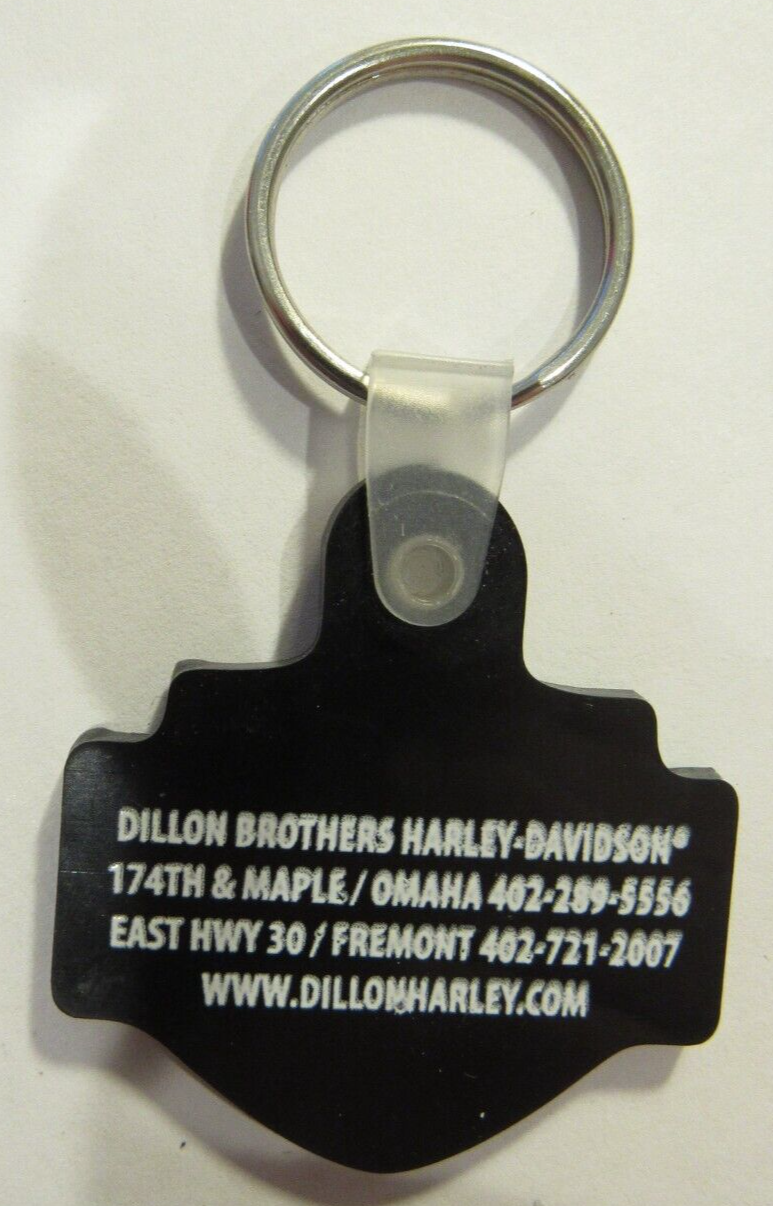 DILLON BROTHERS HARLEY-DAVIDSON®
174TH & MAPLE / OMAHA 402-289-5556
EAST HWY 30 / FREMONT 402-721-2007
WWW.DILLONHARLEY.COM